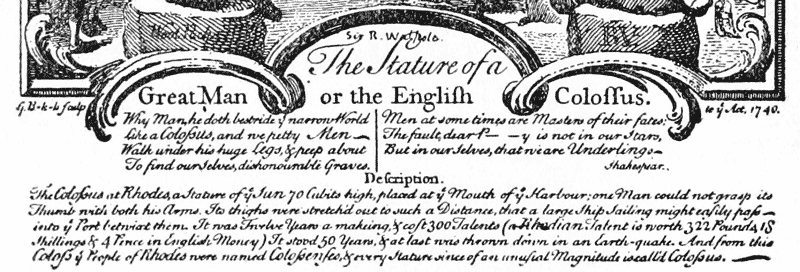 Sir R. Walpole.
The Stature of a
Great Man or the Engliſh Coloſsus.
G. B-k-h sculp
to yͤ Act. 1740.
Why Man, he doth bestride yͤ narrow World
Like a Coloſsus, and we petty Men
Walk under his huge Legs, & peep about
To find ourſelves, dishonourable Graves.
Men at some times are Masters of their fates:
The fault, dear P— —y is not in our Stars,
But in ourſelves, that we are Underlings
Shakespear.
Description.
The Coloſsus at Rhodes, a Stature of yͤ Sun 70 Cubits high, placed at yͤ Mouth of yͤ Harbour; one Man could not grasp its
Thumb with both his Arms. Its thighs were stretch'd out to such a Distance, that a large Ship Sailing might easily paſs
into yͤ Port betwixt them. It was Twelve Years a makeing, & cost 300 Talents (a Rhodian Talent is worth 322 Pounds, 18
Shillings & 4 Pence in English Money) It stood 50 Years, & at last was thrown down in an Earth-quake. And from this
Coloſs yͤ People of Rhodes were named Coloſsenses, & every Stature since of an unusual Magnitude is call'd Coloſsus.